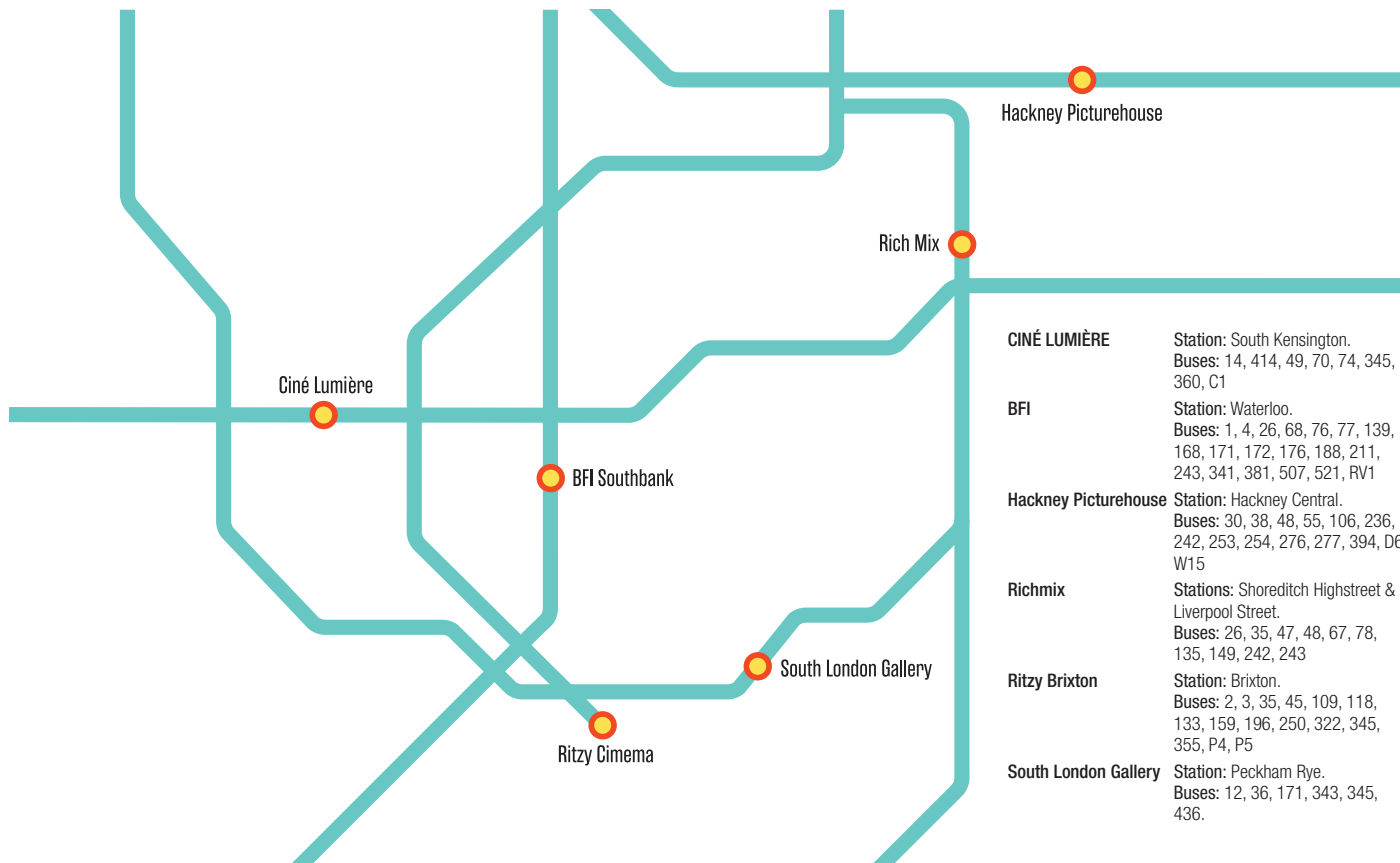 Hackney Picturehouse
Rich Mix
Ciné Lumière
BFI Southbank
South London Gallery
Ritzy Cimema
CINÉ LUMIÈRE Station: South Kensington.
Buses: 14, 414, 49, 70, 74, 345,
360, C1
BFI Station: Waterloo.
Buses: 1, 4, 26, 68, 76, 77, 139,
168, 171, 172, 176, 188, 211,
243, 341, 381, 507, 521, RV1
Hackney Picturehouse Station: Hackney Central.
Buses: 30, 38, 48, 55, 106, 236,
242, 253, 254, 276, 277, 394, D6
W15
Richmix Stations: Shoreditch Highstreet &
Liverpool Street.
Buses: 26, 35, 47, 48, 67, 78,
135, 149, 242, 243
Ritzy Brixton Station: Brixton.
Buses: 2, 3, 35, 45, 109, 118,
133, 159, 196, 250, 322, 345,
355, P4, P5
South London Gallery Station: Peckham Rye.
Buses: 12, 36, 171, 343, 345,
436.